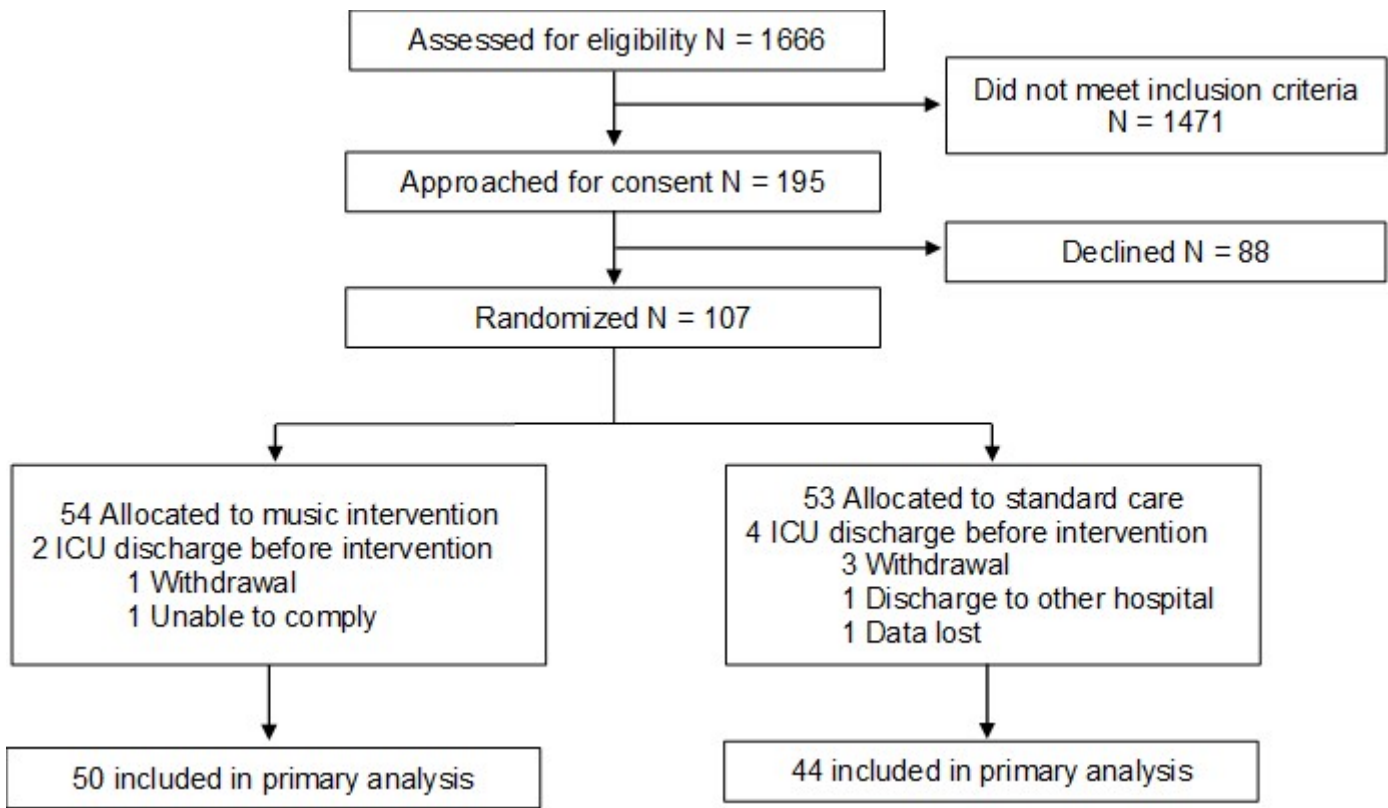 Assessed for eligibility N = 1666
Did not meet inclusion criteria
N = 1471
Approached for consent N = 195
Declined N = 88
Randomized N = 107
54 Allocated to music intervention
2 ICU discharge before intervention
1 Withdrawal
1 Unable to comply
53 Allocated to standard care
4 ICU discharge before intervention
3 Withdrawal
1 Discharge to other hospital
1 Data lost
50 included in primary analysis
44 included in primary analysis